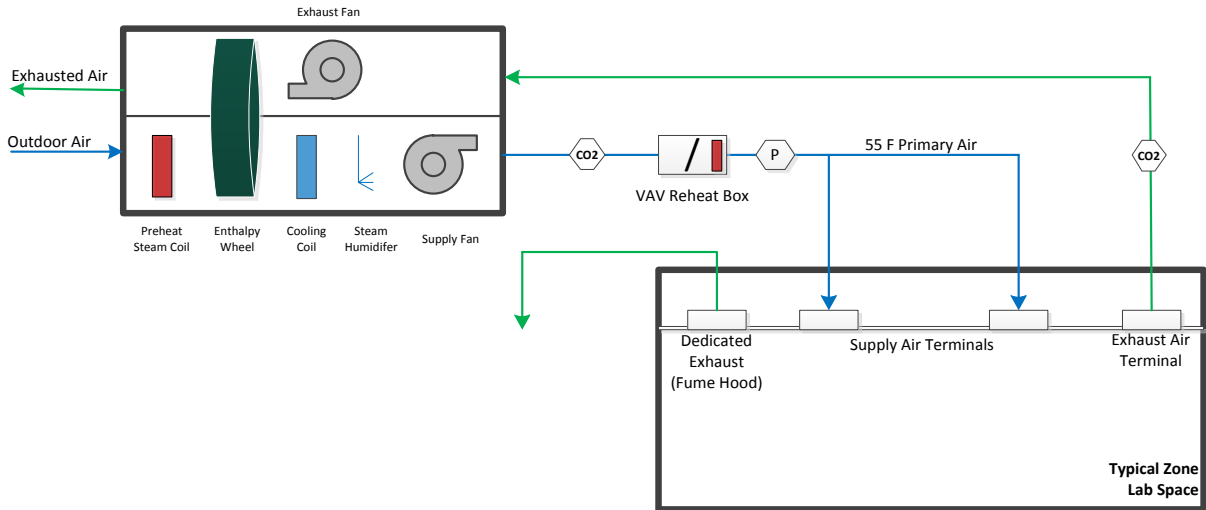 Exhaust Fan
Exhausted Air
Outdoor Air
CO2
P
55 F Primary Air
CO2
VAV Reheat Box
Preheat
Steam Coil
Enthalpy
Wheel
Cooling
Coil
Steam
Humidifer
Supply Fan
Dedicated
Exhaust
(Fume Hood)
Supply Air Terminals
Exhaust Air
Terminal
Typical Zone
Lab Space